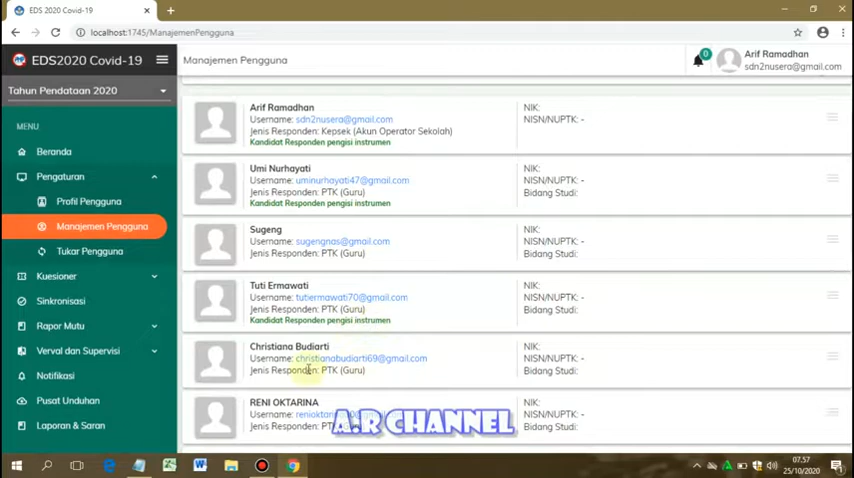 EDS 2020 Covid-19
localhost:1745/ManajemenPengguna
EDS2020 Covid-19
Manajemen Pengguna
0
Arif Ramadhan
sdn2nusera@gmail.com
Tahun Pendataan 2020
MENU
Beranda
Pengaturan
Profil Pengguna
Manajemen Pengguna
Tukar Pengguna
Kuesioner
Sinkronisasi
Rapor Mutu
Verval dan Supervisi
Notifikasi
Pusat Unduhan
Laporan & Saran
Arif Ramadhan
Username: sdn2nusera@gmail.com
Jenis Responden: Kepsek (Akun Operator Sekolah)
Kandidat Responden pengisi instrumen
NIK:
NISN/NUPTK: -
Umi Nurhayati
Username: uminurhayati47@gmail.com
Jenis Responden: PTK (Guru)
Kandidat Responden pengisi instrumen
NIK:
NISN/NUPTK: -
Bidang Studi:
Sugeng
Username: sugengnas@gmail.com
Jenis Responden: PTK (Guru)
NIK:
NISN/NUPTK: -
Bidang Studi:
Tuti Ermawati
Username: tutiermawati70@gmail.com
Jenis Responden: PTK (Guru)
Kandidat Responden pengisi instrumen
NIK:
NISN/NUPTK: -
Bidang Studi:
Christiana Budiarti
Username: christianabudiarti69@gmail.com
Jenis Responden: PTK (Guru)
NIK:
NISN/NUPTK: -
Bidang Studi:
RENI OKTARINA
Username:
Jenis Responden: PTK
NIK:
NISN/NUPTK: -
Bidang Studi:
A.R CHANNEL
07.57
25/10/2020